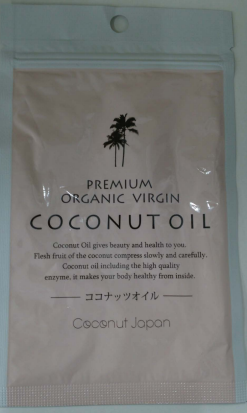 PREMIUM
ORGANIC VIRGIN
COCONUT OIL
Coconut Oil gives beauty and health to you.
Flesh fruit of the coconut compress slowly and carefully.
Coconut oil including the high quality
enzyme. it makes your body healthy from inside.
ココナッツオイル
Coconut Japan